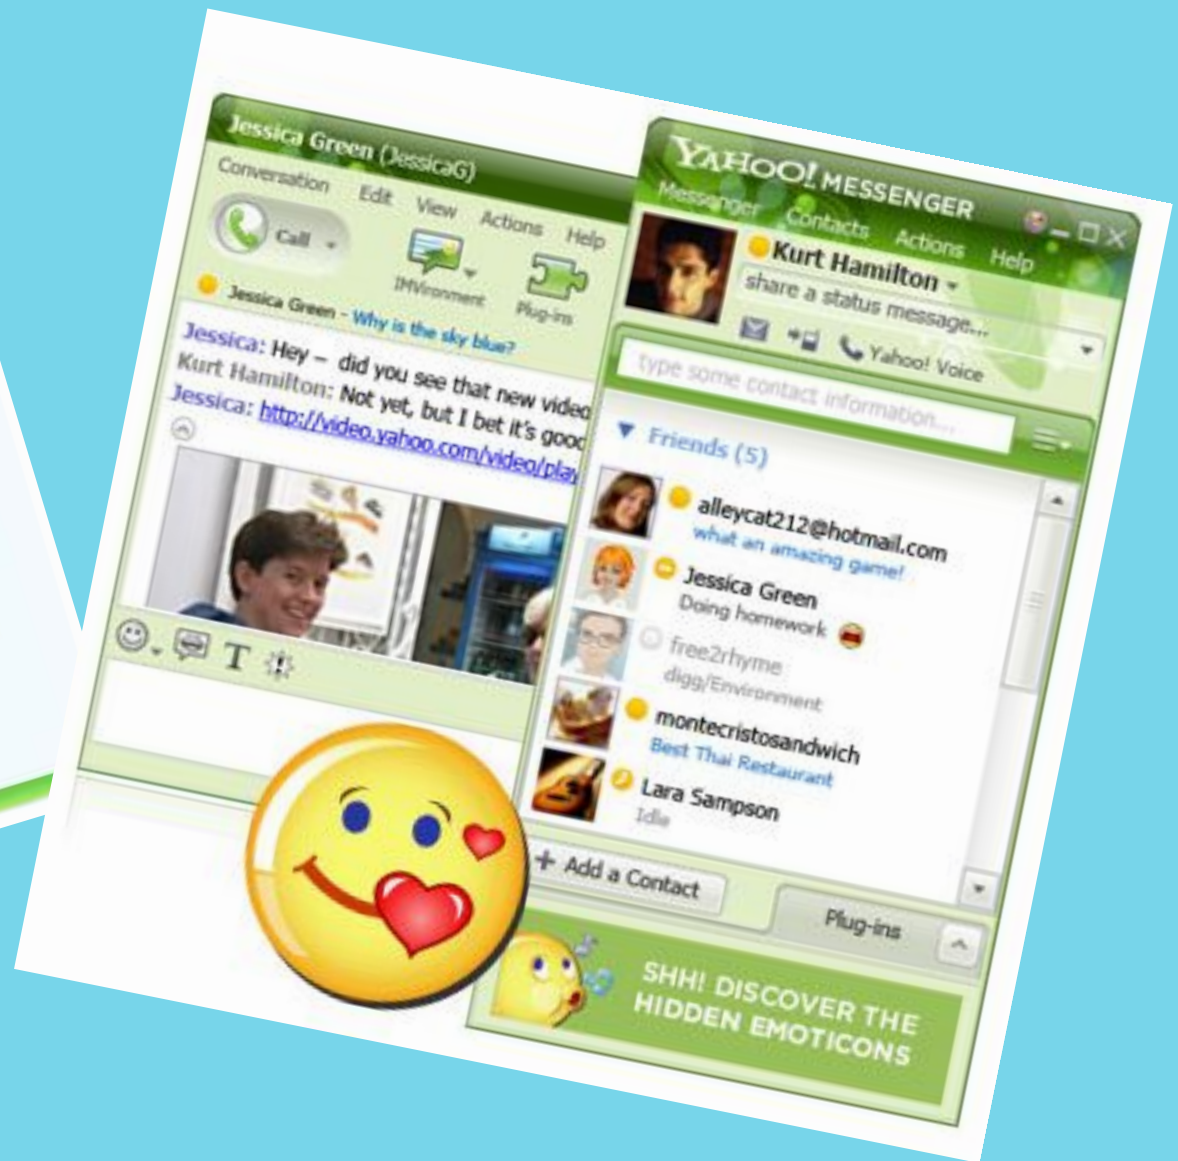 Jessica Green (JessicaG)
Conversation Edit View Actions Help
Call
IMVironment
Plug-ins
Jessica Green - Why is the sky blue?
Jessica: Hey – did you see that new video
Kurt Hamilton: Not yet, but I bet it's good
Jessica: http://video.yahoo.com/video/play
T
YAHOO! MESSENGER
Messenger Contacts Actions Help
Kurt Hamilton
share a status message...
Yahoo! Voice
type some contact information...
Friends (5)
alleycat212@hotmail.com
what an amazing game!
Jessica Green
Doing homework
free2rhyme
digg/Environment
montecristosandwich
Best Thai Restaurant
Lara Sampson
Idle
+ Add a Contact
Plug-ins
SHH! DISCOVER THE
HIDDEN EMOTICONS